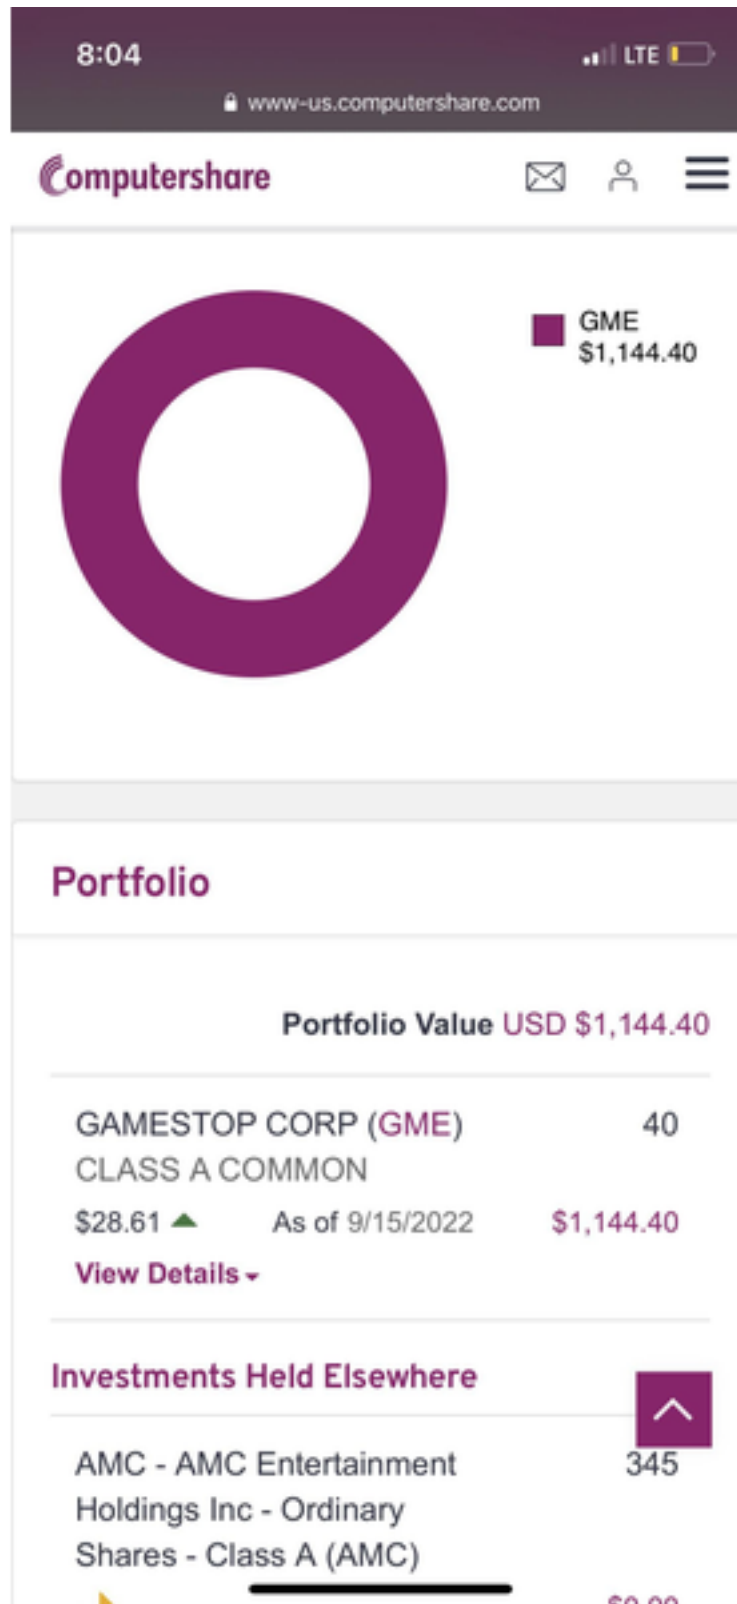 8:04
LTE
www-us.computershare.com
Computershare
GME
$1,144.40
Portfolio
Portfolio Value USD $1,144.40
GAMESTOP CORP (GME) 40
CLASS A COMMON
$28.61 As of 9/15/2022 $1,144.40
View Details
Investments Held Elsewhere
AMC - AMC Entertainment 345
Holdings Inc - Ordinary
Shares - Class A (AMC)